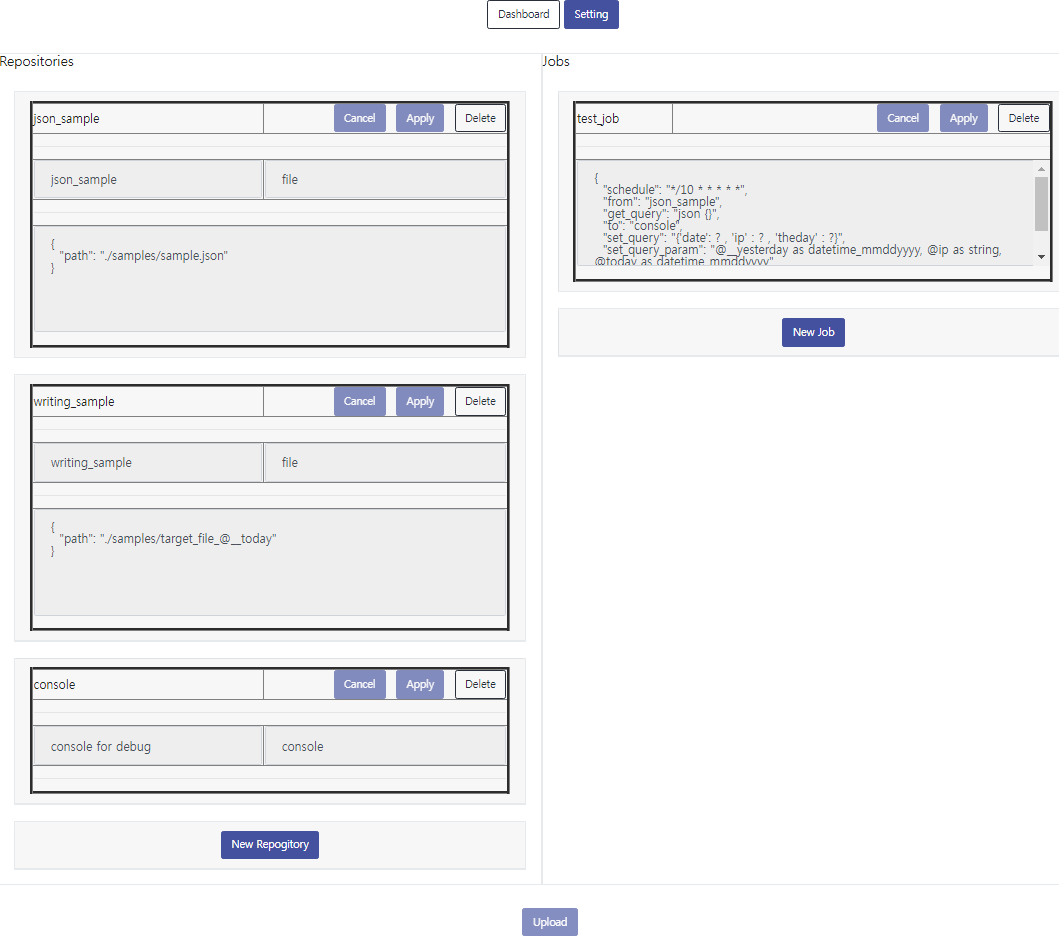 Dashboard Setting
Repositories
json_sample Cancel Apply Delete
json_sample file
{
"path": "./samples/sample.json"
}
writing_sample Cancel Apply Delete
writing_sample file
{
"path": "./samples/target_file_@__today"
}
console Cancel Apply Delete
console for debug console
New Repogitory
Jobs
test_job Cancel Apply Delete
{
"schedule": "*/10 * * * * *",
"from": "json_sample",
"get_query": "json {}",
"to": "console",
"set_query": "{'date': ? , 'ip' : ? , 'theday' : ?}",
"set_query_param": "@__yesterday as datetime_mmddyyyy, @ip as string,
@today as datetime_mmddyyyy"
New Job
Upload